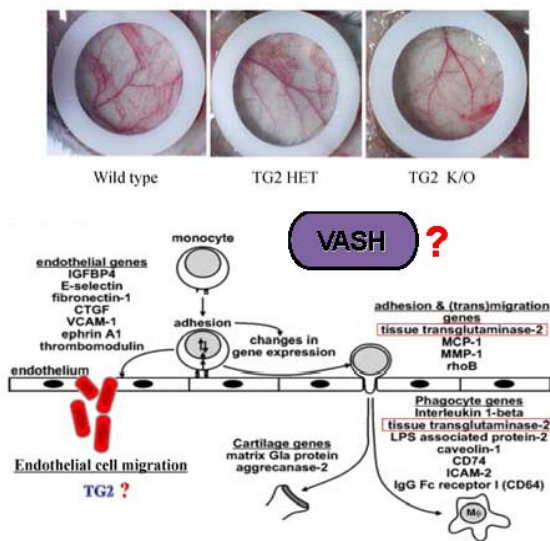 Wild type
TG2 HET
TG2 K/O
VASH ?
monocyte
endothelial genes
IGFBP4
E-selectin
fibronectin-1
CTGF
VCAM-1
ephrin A1
thrombomodulin
adhesion
changes in
gene expression
endothelium
adhesion & (trans)migration
genes
tissue transglutaminase-2
MCP-1
MMP-1
rhoB
Endothelial cell migration
TG2 ?
Cartilage genes
matrix Gla protein
aggrecanase-2
Phagocyte genes
Interleukin 1-beta
tissue transglutaminase-2
LPS associated protein-2
caveolin-1
CD74
ICAM-2
IgG Fc receptor I (CD64)
Mφ